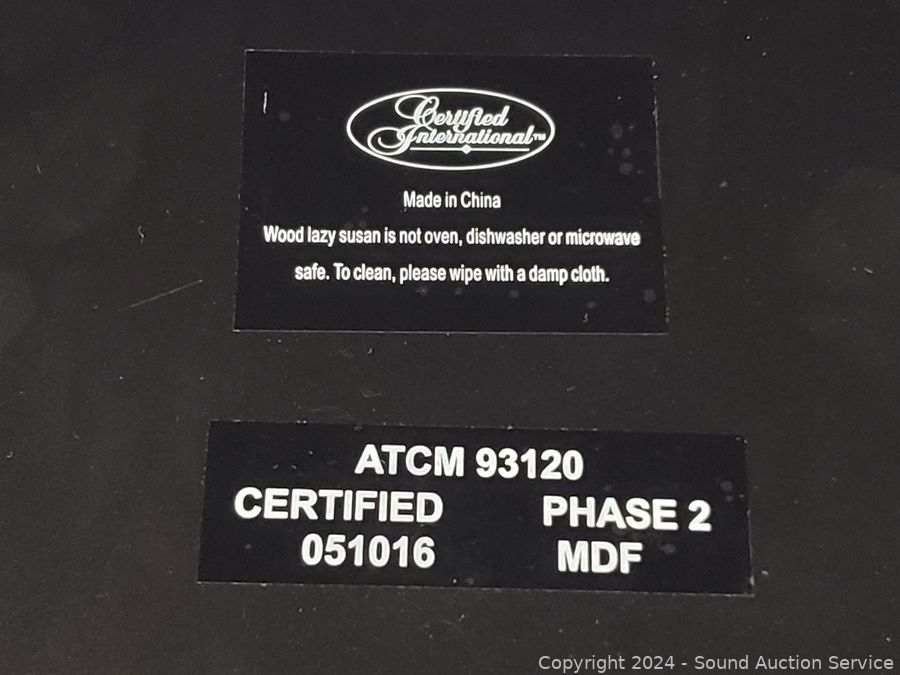 Certified
International™
Made in China
Wood lazy susan is not oven, dishwasher or microwave
safe. To clean, please wipe with a damp cloth.
ATCM 93120
CERTIFIED PHASE 2
051016 MDF
Copyright 2024 - Sound Auction Service